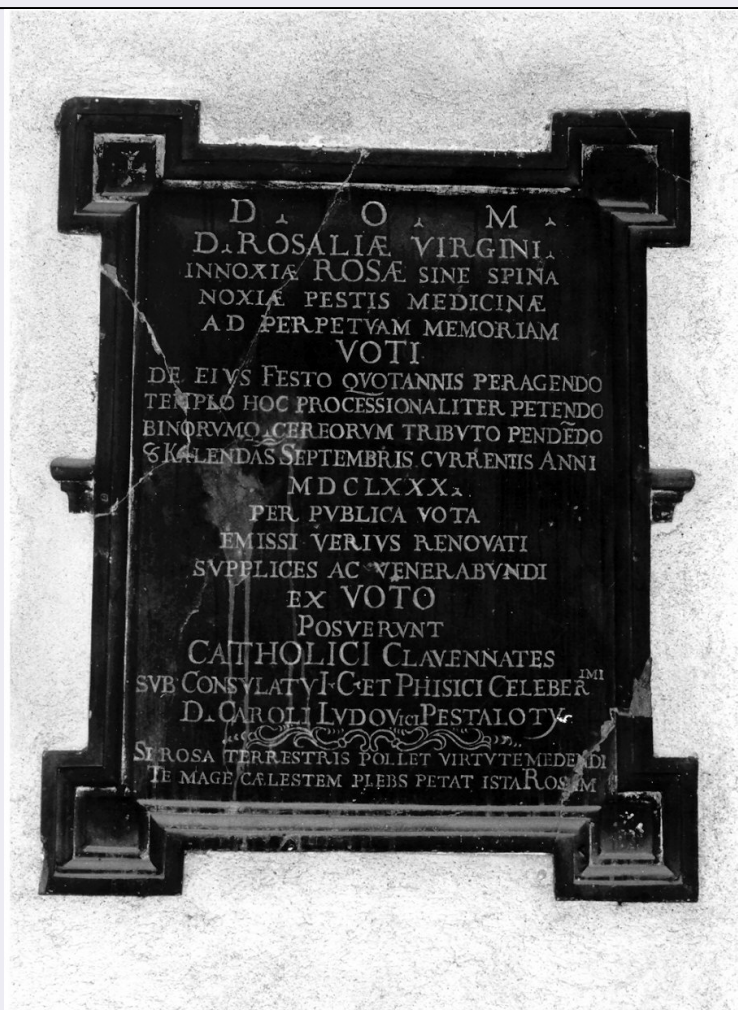 D. O. M.
D. ROSALIÆ VIRGINI.
INNOXIÆ ROSÆ SINE SPINA
NOXIÆ PESTIS MEDICINÆ
AD PERPETVAM MEMORIAM
VOTI
DE EIVS FESTO QVOTANNIS PERAGENDO
TEMPLO HOC PROCESSIONALITER PETENDO
BINORVMQ. CEREORVM TRIBVTO PENDẼDO
& KALENDAS SEPTEMBRIS CVRRENTIS ANNI
MDCLXXX.
PER PVBLICA VOTA
EMISSI VERIVS RENOVATI
SVPPLICES AC VENERABVNDI
EX VOTO
POSVERVNT
CATHOLICI CLAVENNATES
SVB CONSVLATV I. C. ET PHISICI CELEBERIMI
D. CAROLI LVDOVICI PESTALOTY
SI ROSA TERRESTRIS POLLET VIRTVTE MEDENDI
TE MAGE CÆLESTEM PLEBS PETAT ISTA ROSAM